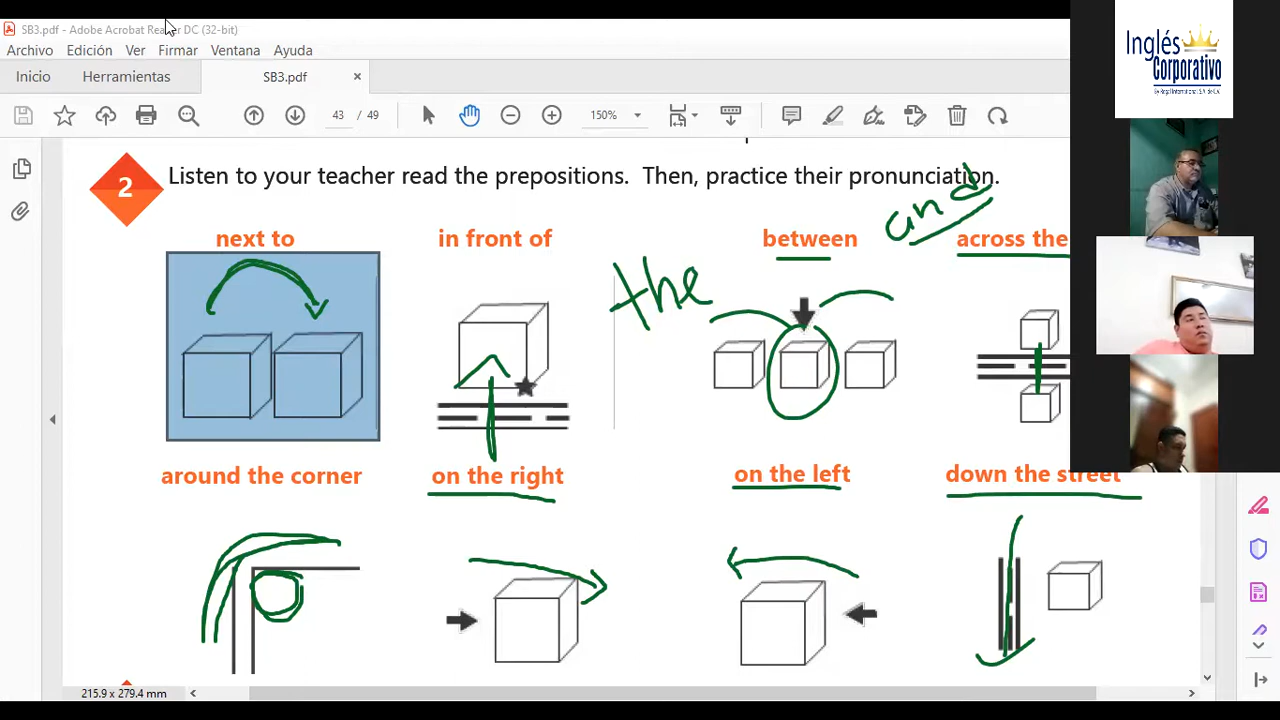 SB3.pdf - Adobe Acrobat Reader DC (32-bit)
Archivo Edición Ver Firmar Ventana Ayuda
Inicio Herramientas SB3.pdf ×
43 / 49 150%
2 Listen to your teacher read the prepositions. Then, practice their pronunciation.
and
next to in front of between across the
the
around the corner on the right on the left down the street
215.9 x 279.4 mm
Inglés
Corporativo